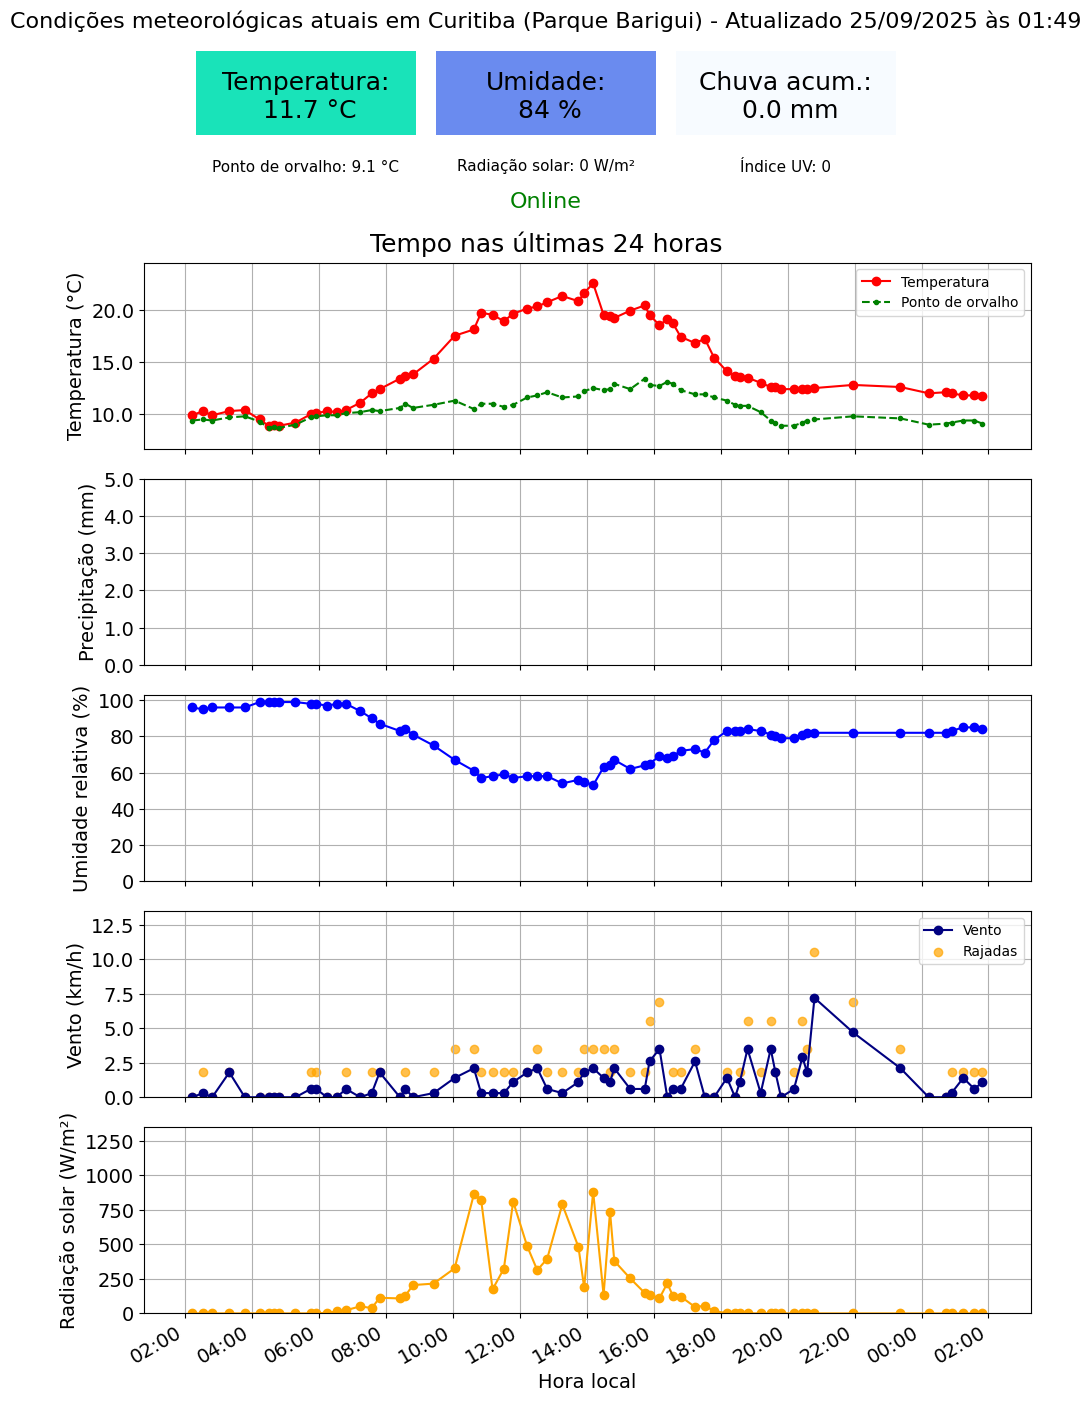 Condições meteorológicas atuais em Curitiba (Parque Barigui) - Atualizado 25/09/2025 às 01:49
Temperatura:
11.7 °C
Umidade:
84 %
Chuva acum.:
0.0 mm
Ponto de orvalho: 9.1 °C
Radiação solar: 0 W/m²
Índice UV: 0
Online
Tempo nas últimas 24 horas
Temperatura (°C)
20.0
15.0
10.0
Temperatura
Ponto de orvalho
Precipitação (mm)
5.0
4.0
3.0
2.0
1.0
0.0
Umidade relativa (%)
100
80
60
40
20
0
Vento (km/h)
12.5
10.0
7.5
5.0
2.5
0.0
Vento
Rajadas
Radiação solar (W/m²)
1250
1000
750
500
250
0
02:00
04:00
06:00
08:00
10:00
12:00
14:00
16:00
18:00
20:00
22:00
00:00
02:00
Hora local